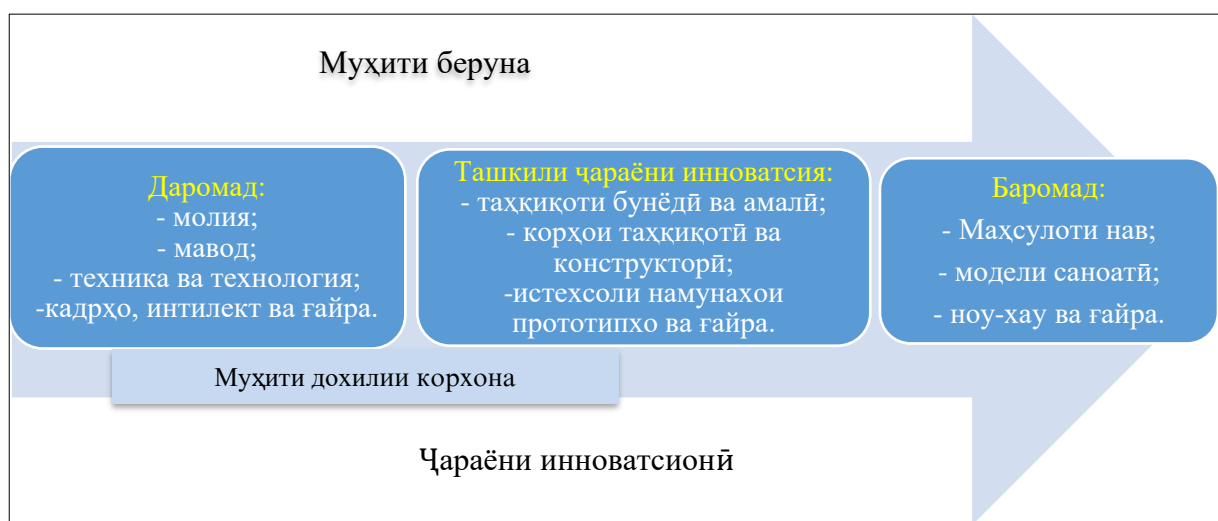 Муҳити беруна
Даромад:
- молия;
- мавод;
- техника ва технология;
-кадрҳо, интилект ва ғайра.
Ташкили ҷараёни инноватсия:
- таҳқиқоти бунёдӣ ва амалӣ;
- корҳои таҳқиқотӣ ва
конструкторӣ;
-истеҳсоли намунахои
прототипхо ва ғайра.
Баромад:
- Маҳсулоти нав;
- модели саноатӣ;
- ноу-хау ва ғайра.
Муҳити дохилии корхона
Ҷараёни инноватсионӣ